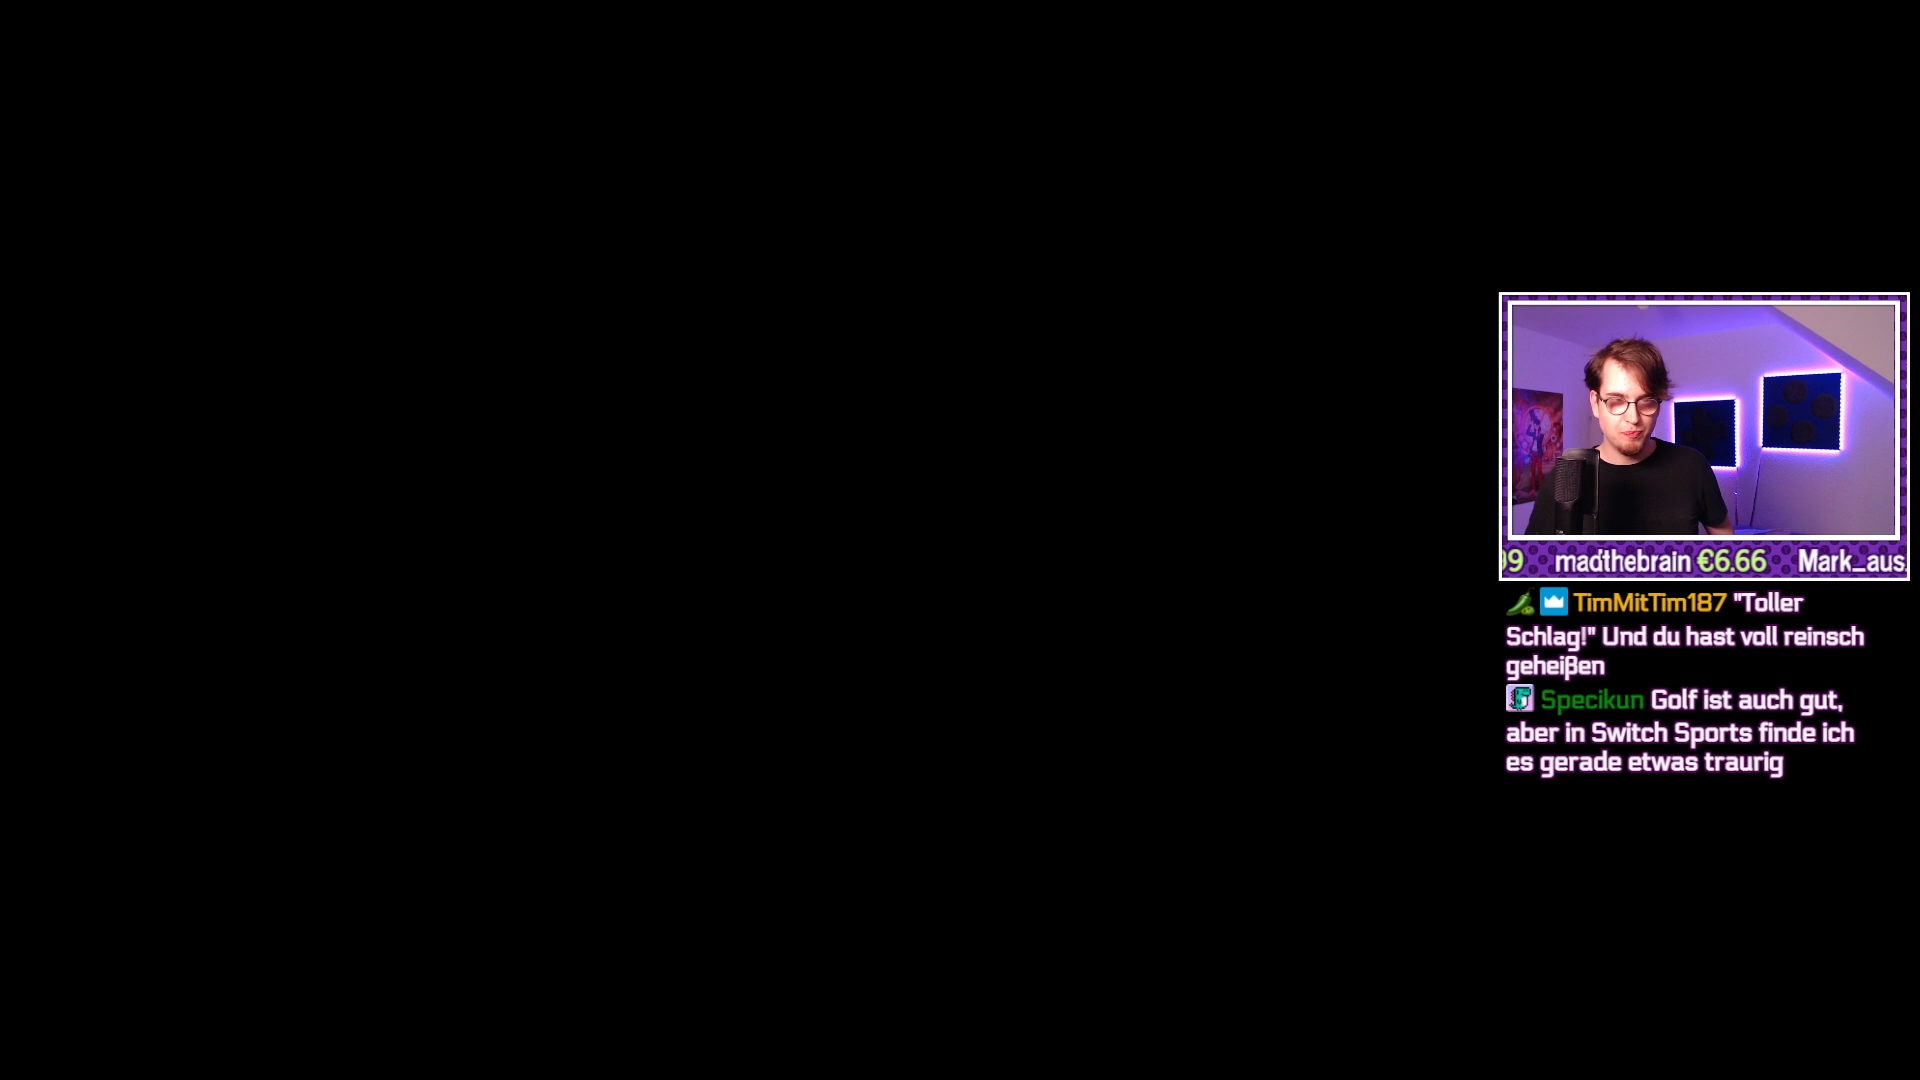 99 madthebrain €6.66 Mark_aus
TimMitTim187 "Toller
Schlag!" Und du hast voll reinsch
geheißen
Specikun Golf ist auch gut,
aber in Switch Sports finde ich
es gerade etwas traurig